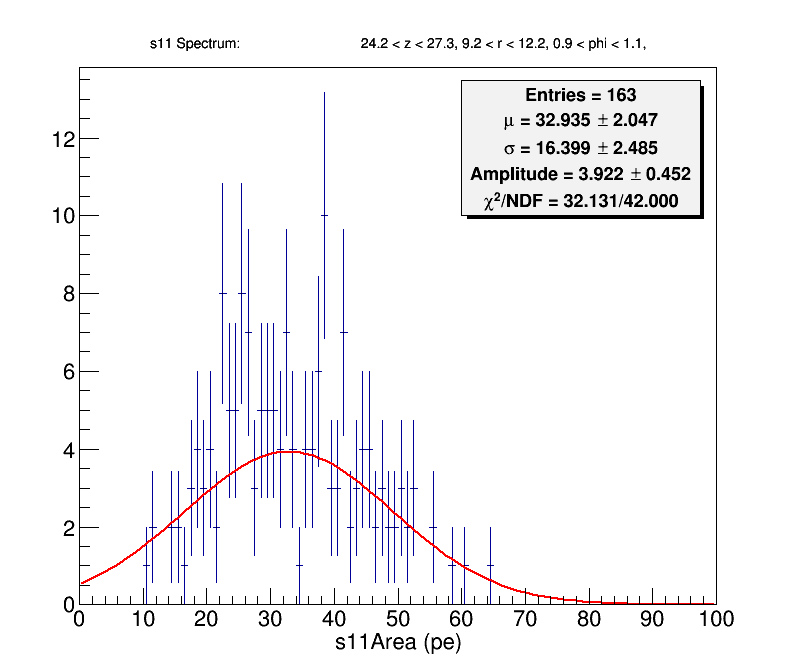 s11 Spectrum: 24.2 < z < 27.3, 9.2 < r < 12.2, 0.9 < phi < 1.1,
Entries = 163
μ = 32.935 ± 2.047
σ = 16.399 ± 2.485
Amplitude = 3.922 ± 0.452
χ²/NDF = 32.131/42.000
12
10
8
6
4
2
0
0 10 20 30 40 50 60 70 80 90 100
s11Area (pe)